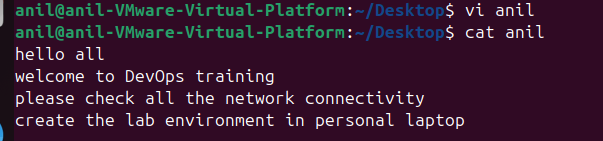 anil@anil-VMware-Virtual-Platform:~/Desktop$ vi anil
anil@anil-VMware-Virtual-Platform:~/Desktop$ cat anil
hello all
welcome to DevOps training
please check all the network connectivity
create the lab environment in personal laptop